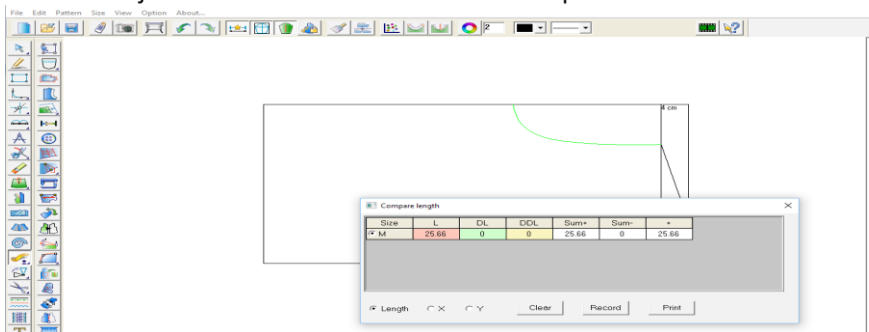 File Edit Pattern Size View Option About...
2
4 cm
Compare length
Size L DL DDL Sum+ Sum- +
M 25.66 0 0 25.66 0 25.66
Length X Y Clear Record Print